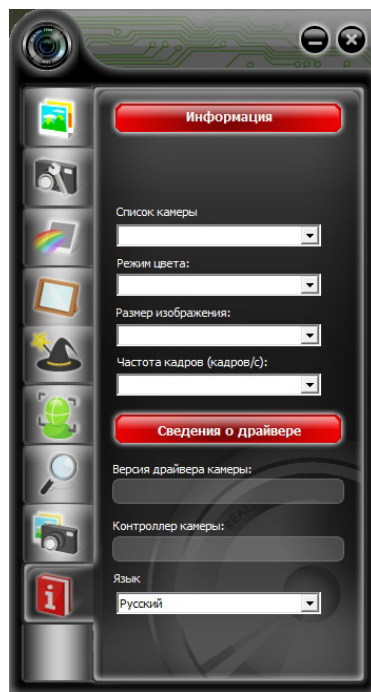 Информация
Список камеры
Режим цвета:
Размер изображения:
Частота кадров (кадров/с):
Сведения о драйвере
Версия драйвера камеры:
Контроллер камеры:
Язык
Русский